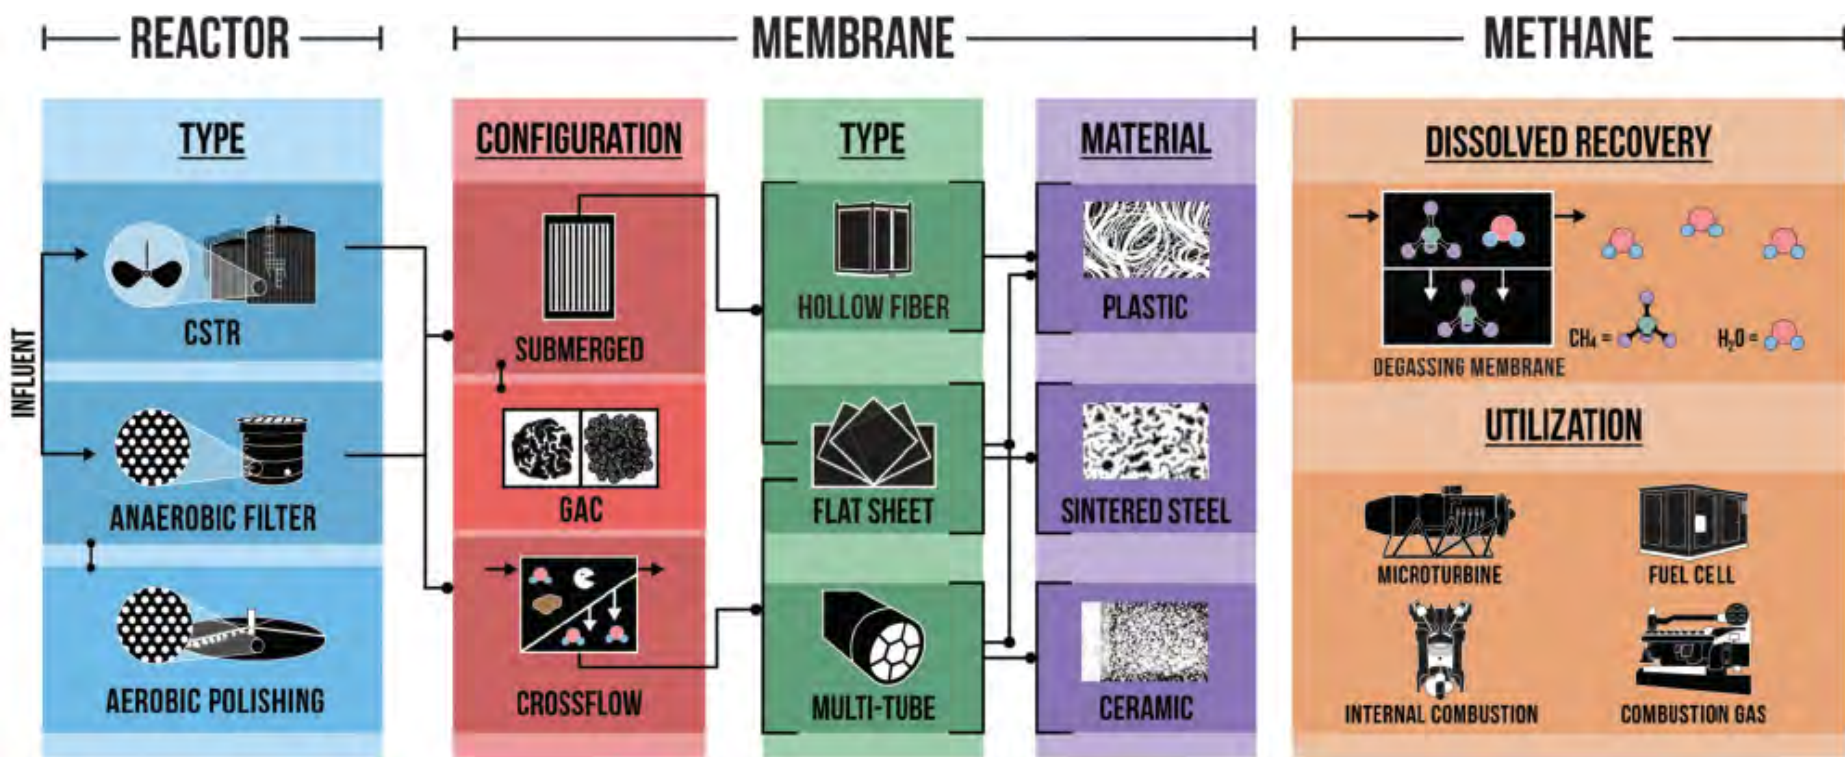 REACTOR
MEMBRANE
METHANE
INFLUENT
TYPE
CSTR
ANAEROBIC FILTER
AEROBIC POLISHING
CONFIGURATION
SUBMERGED
GAC
CROSSFLOW
TYPE
HOLLOW FIBER
FLAT SHEET
MULTI-TUBE
MATERIAL
PLASTIC
SINTERED STEEL
CERAMIC
DISSOLVED RECOVERY
CH₄ =
H₂O =
DEGASSING MEMBRANE
UTILIZATION
MICROTURBINE
FUEL CELL
INTERNAL COMBUSTION
COMBUSTION GAS